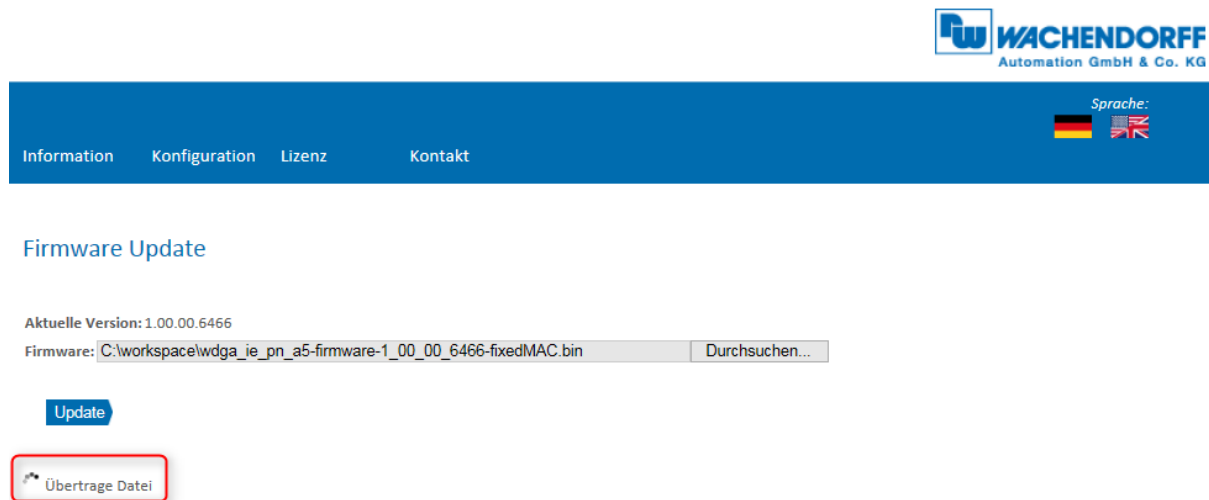 WACHENDORFF
Automation GmbH & Co. KG
Sprache:
Information Konfiguration Lizenz Kontakt
Firmware Update
Aktuelle Version: 1.00.00.6466
Firmware: C:\workspace\wdga_ie_pn_a5-firmware-1_00_00_6466-fixedMAC.bin Durchsuchen...
Update
Übertrage Datei